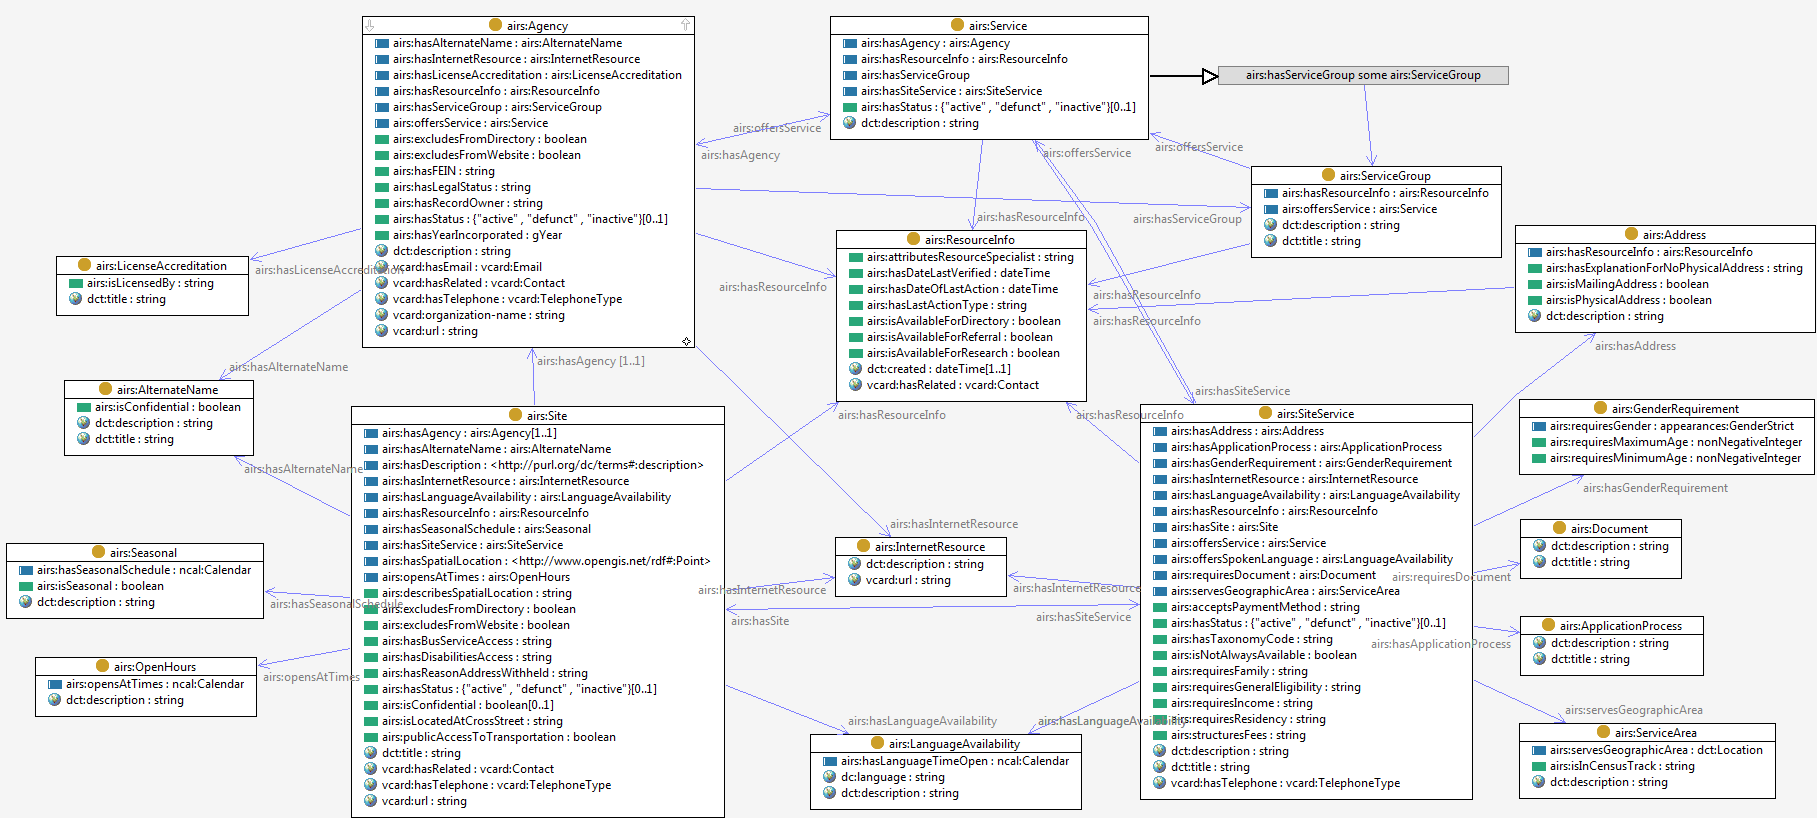 airs:Agency
airs:hasAlternateName : airs:AlternateName
airs:hasInternetResource : airs:InternetResource
airs:hasLicenseAccreditation : airs:LicenseAccreditation
airs:hasResourceInfo : airs:ResourceInfo
airs:hasServiceGroup : airs:ServiceGroup
airs:offersService : airs:Service
airs:excludesFromDirectory : boolean
airs:excludesFromWebsite : boolean
airs:hasFEIN : string
airs:hasLegalStatus : string
airs:hasRecordOwner : string
airs:hasStatus : {"active" , "defunct" , "inactive"}[0..1]
airs:hasYearIncorporated : gYear
dct:description : string
vcard:hasEmail : vcard:Email
vcard:hasRelated : vcard:Contact
vcard:hasTelephone : vcard:TelephoneType
vcard:organization-name : string
vcard:url : string
airs:Service
airs:hasAgency : airs:Agency
airs:hasResourceInfo : airs:ResourceInfo
airs:hasServiceGroup
airs:hasSiteService : airs:SiteService
airs:hasStatus : {"active" , "defunct" , "inactive"}[0..1]
dct:description : string
airs:hasServiceGroup some airs:ServiceGroup
airs:offersService
airs:hasAgency
airs:offersService
airs:offersService
airs:ServiceGroup
airs:hasResourceInfo : airs:ResourceInfo
airs:offersService : airs:Service
dct:description : string
dct:title : string
airs:hasResourceInfo
airs:hasServiceGroup
airs:ResourceInfo
airs:attributesResourceSpecialist : string
airs:hasDateLastVerified : dateTime
airs:hasDateOfLastAction : dateTime
airs:hasLastActionType : string
airs:isAvailableForDirectory : boolean
airs:isAvailableForReferral : boolean
airs:isAvailableForResearch : boolean
dct:created : dateTime[1..1]
vcard:hasRelated : vcard:Contact
airs:Address
airs:hasResourceInfo : airs:ResourceInfo
airs:hasExplanationForNoPhysicalAddress : string
airs:isMailingAddress : boolean
airs:isPhysicalAddress : boolean
dct:description : string
airs:LicenseAccreditation
airs:isLicensedBy : string
dct:title : string
airs:hasLicenseAccreditation
airs:hasResourceInfo
airs:hasResourceInfo
airs:hasResourceInfo
airs:hasAddress
airs:hasAgency [1..1]
airs:hasAlternateName
airs:AlternateName
airs:isConfidential : boolean
dct:description : string
dct:title : string
airs:hasAlternateName
airs:hasSiteService
airs:hasResourceInfo
airs:hasResourceInfo
airs:Site
airs:hasAgency : airs:Agency[1..1]
airs:hasAlternateName : airs:AlternateName
airs:hasDescription : <http://purl.org/dc/terms#:description>
airs:hasInternetResource : airs:InternetResource
airs:hasLanguageAvailability : airs:LanguageAvailability
airs:hasResourceInfo : airs:ResourceInfo
airs:hasSeasonalSchedule : airs:Seasonal
airs:hasSiteService : airs:SiteService
airs:hasSpatialLocation : <http://www.opengis.net/rdf#:Point>
airs:opensAtTimes : airs:OpenHours
airs:describesSpatialLocation : string
airs:excludesFromDirectory : boolean
airs:excludesFromWebsite : boolean
airs:hasBusServiceAccess : string
airs:hasDisabilitiesAccess : string
airs:hasReasonAddressWithheld : string
airs:hasStatus : {"active" , "defunct" , "inactive"}[0..1]
airs:isConfidential : boolean[0..1]
airs:isLocatedAtCrossStreet : string
airs:publicAccessToTransportation : boolean
dct:title : string
vcard:hasRelated : vcard:Contact
vcard:hasTelephone : vcard:TelephoneType
vcard:url : string
airs:SiteService
airs:hasAddress : airs:Address
airs:hasApplicationProcess : airs:ApplicationProcess
airs:hasGenderRequirement : airs:GenderRequirement
airs:hasInternetResource : airs:InternetResource
airs:hasLanguageAvailability : airs:LanguageAvailability
airs:hasResourceInfo : airs:ResourceInfo
airs:hasSite : airs:Site
airs:offersService : airs:Service
airs:offersSpokenLanguage : airs:LanguageAvailability
airs:requiresDocument : airs:Document
airs:servesGeographicArea : airs:ServiceArea
airs:acceptsPaymentMethod : string
airs:hasStatus : {"active" , "defunct" , "inactive"}[0..1]
airs:hasTaxonomyCode : string
airs:isNotAlwaysAvailable : boolean
airs:requiresFamily : string
airs:requiresGeneralEligibility : string
airs:requiresIncome : string
airs:requiresResidency : string
airs:structuresFees : string
dct:description : string
dct:title : string
vcard:hasTelephone : vcard:TelephoneType
airs:GenderRequirement
airs:requiresGender : appearances:GenderStrict
airs:requiresMaximumAge : nonNegativeInteger
airs:requiresMinimumAge : nonNegativeInteger
airs:hasGenderRequirement
airs:hasInternetResource
airs:InternetResource
dct:description : string
vcard:url : string
airs:hasInternetResource
airs:hasInternetResource
airs:Document
dct:description : string
dct:title : string
airs:requiresDocument
airs:Seasonal
airs:hasSeasonalSchedule : ncal:Calendar
airs:isSeasonal : boolean
dct:description : string
airs:hasSeasonalSchedule
airs:hasSite
airs:hasSiteService
airs:ApplicationProcess
dct:description : string
dct:title : string
airs:hasApplicationProcess
airs:OpenHours
airs:opensAtTimes : ncal:Calendar
dct:description : string
airs:opensAtTimes
airs:hasLanguageAvailability
airs:hasLanguageAvailability
airs:servesGeographicArea
airs:LanguageAvailability
airs:hasLanguageTimeOpen : ncal:Calendar
dc:language : string
dct:description : string
airs:ServiceArea
airs:servesGeographicArea : dct:Location
airs:isInCensusTrack : string
dct:description : string